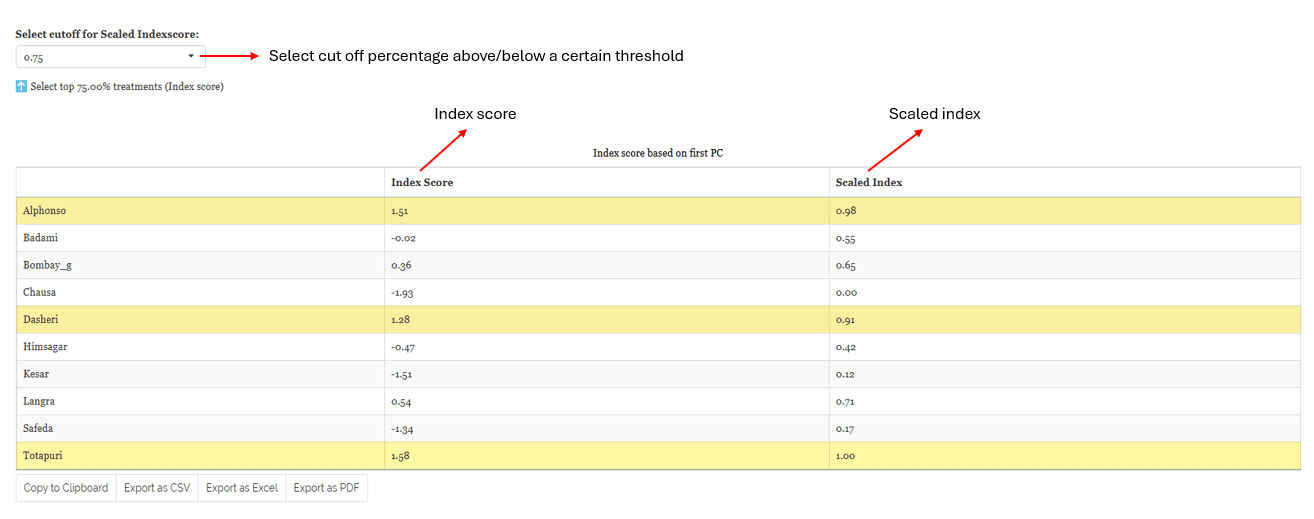 Select cutoff for Scaled Indexscore:
0.75
Select cut off percentage above/below a certain threshold
Select top 75.00% treatments (Index score)
Index score
Scaled index
Index score based on first PC
Index Score Scaled Index
Alphonso 1.51 0.98
Badami -0.02 0.55
Bombay_g 0.36 0.65
Chausa -1.93 0.00
Dasheri 1.28 0.91
Himsagar -0.47 0.42
Kesar -1.51 0.12
Langra 0.54 0.71
Safeda -1.34 0.17
Totapuri 1.58 1.00
Copy to Clipboard Export as CSV Export as Excel Export as PDF